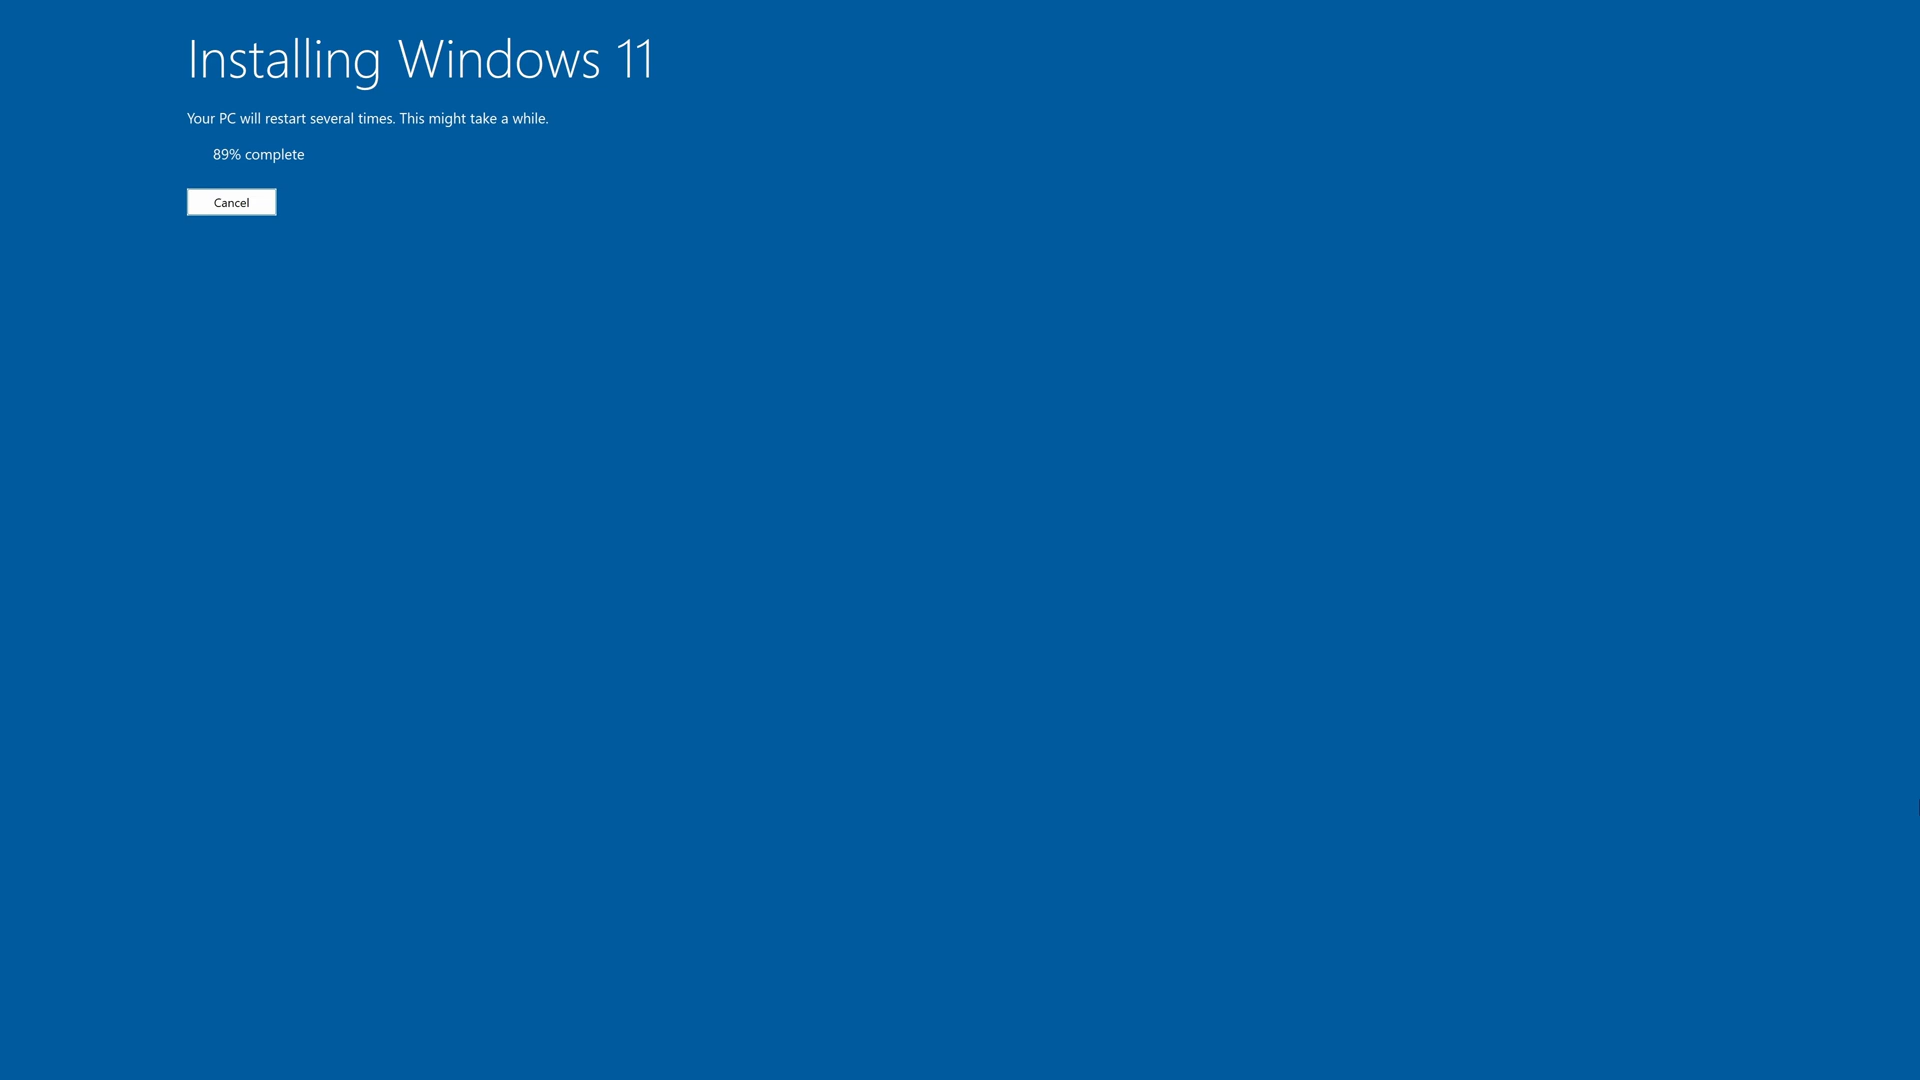 Installing Windows 11
Your PC will restart several times. This might take a while.
89% complete
Cancel